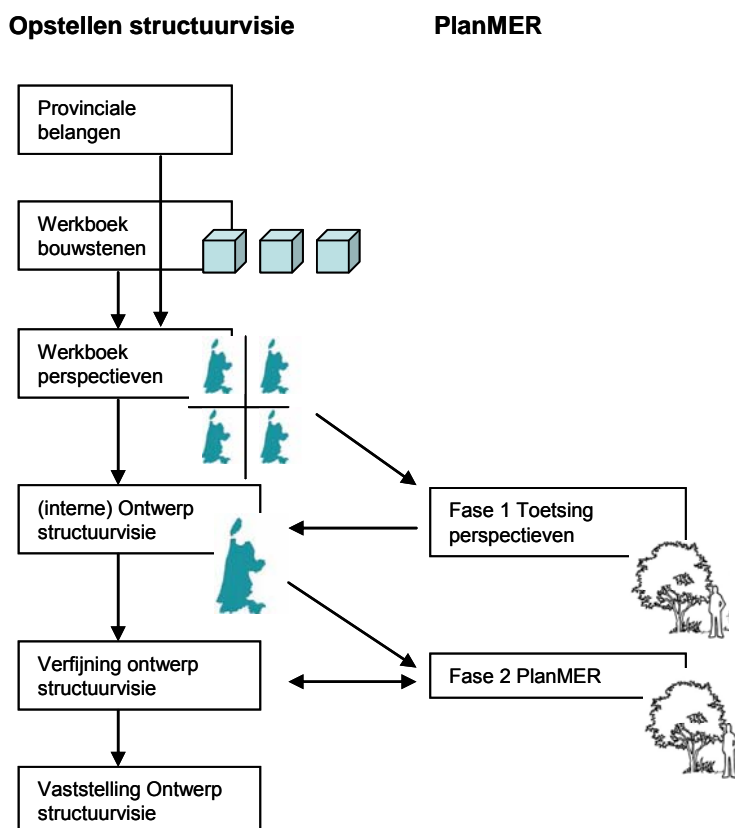 Opstellen structuurvisie
PlanMER
Provinciale
belangen
Werkboek
bouwstenen
Werkboek
perspectieven
(interne) Ontwerp
structuurvisie
Fase 1 Toetsing
perspectieven
Verfijning ontwerp
structuurvisie
Fase 2 PlanMER
Vaststelling Ontwerp
structuurvisie